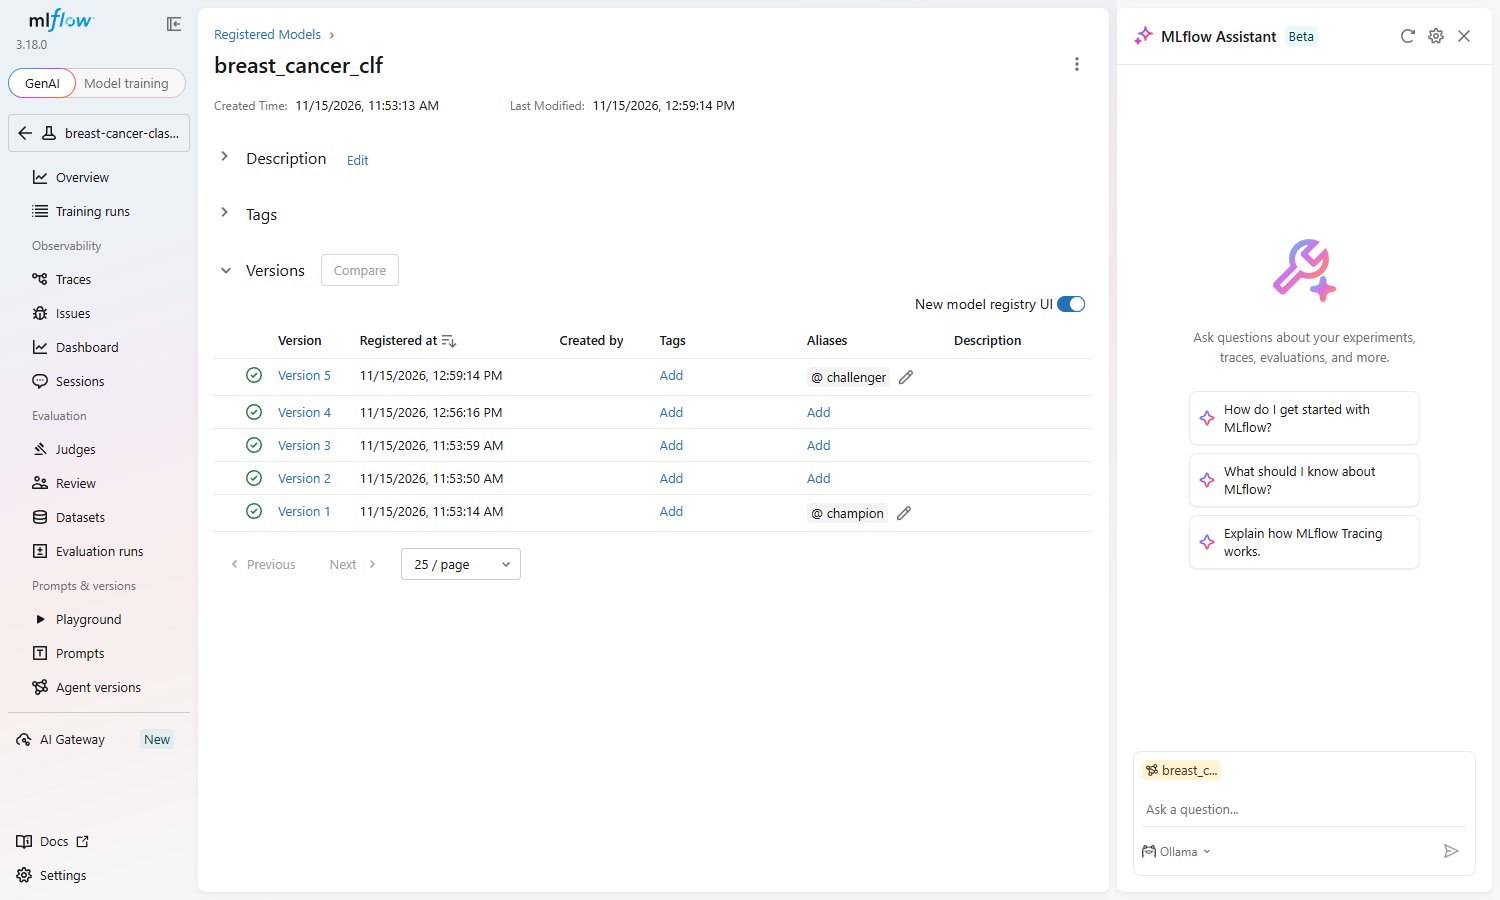 mlflow
3.18.0
GenAI
Model training
breast-cancer-clas...
Overview
Training runs
Observability
Traces
Issues
Dashboard
Sessions
Evaluation
Judges
Review
Datasets
Evaluation runs
Prompts & versions
Playground
Prompts
Agent versions
AI Gateway New
Docs
Settings
Registered Models
breast_cancer_clf
Created Time: 11/15/2026, 11:53:13 AM Last Modified: 11/15/2026, 12:59:14 PM
Description Edit
Tags
Versions Compare
New model registry UI
Version Registered at Created by Tags Aliases Description
Version 5 11/15/2026, 12:59:14 PM Add @ challenger
Version 4 11/15/2026, 12:56:16 PM Add Add
Version 3 11/15/2026, 11:53:59 AM Add Add
Version 2 11/15/2026, 11:53:50 AM Add Add
Version 1 11/15/2026, 11:53:14 AM Add @ champion
Previous Next 25 / page
MLflow Assistant Beta
Ask questions about your experiments,
traces, evaluations, and more.
How do I get started with
MLflow?
What should I know about
MLflow?
Explain how MLflow Tracing
works.
breast_c...
Ask a question...
Ollama